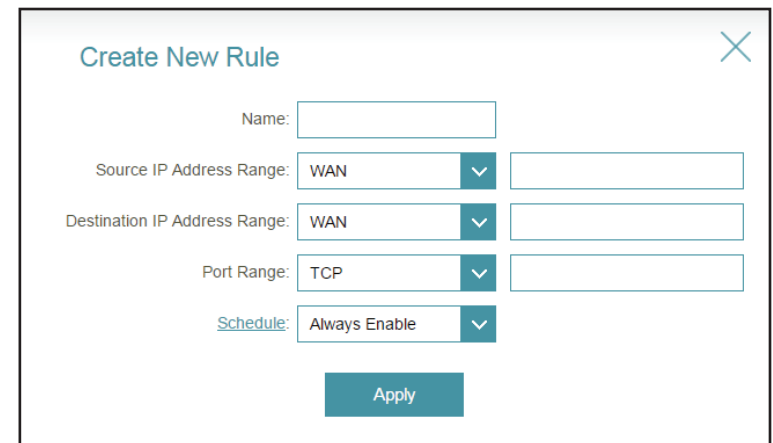 Create New Rule
Name:
Source IP Address Range: WAN
Destination IP Address Range: WAN
Port Range: TCP
Schedule: Always Enable
Apply